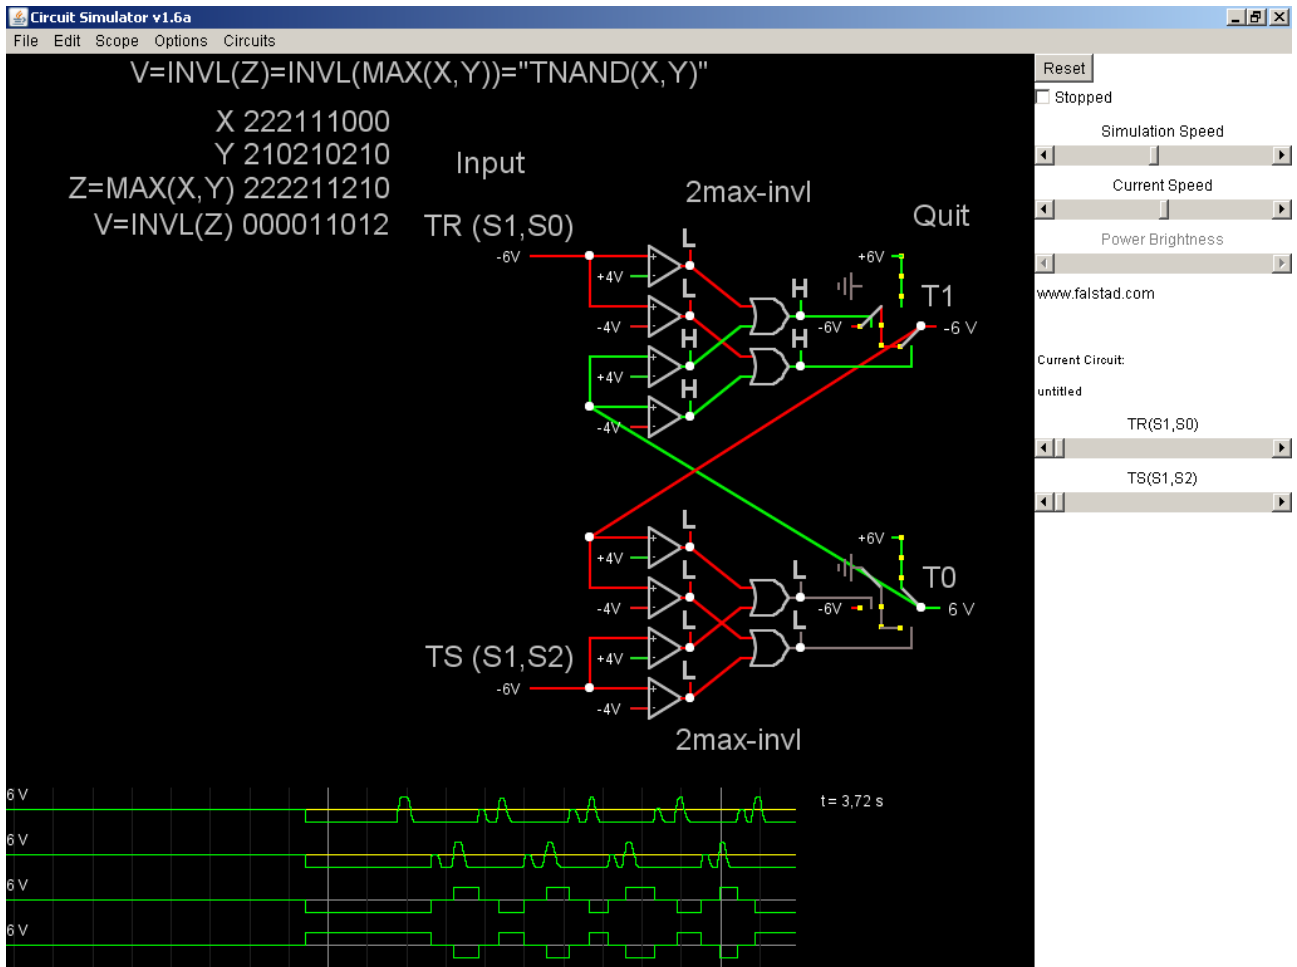 Circuit Simulator v1.6a
File Edit Scope Options Circuits
V=INVL(Z)=INVL(MAX(X,Y))="TNAND(X,Y)"
X 222111000
Y 210210210
Z=MAX(X,Y) 222211210
V=INVL(Z) 000011012
Input
2max-invl
Quit
TR (S1,S0)
-6V
+4V
-4V
+4V
-4V
L
L
H
H
H
H
+6V
-6V
T1
-6 V
+4V
-4V
+4V
-4V
L
L
L
L
L
L
+6V
-6V
T0
6 V
TS (S1,S2)
-6V
2max-invl
6 V
6 V
6 V
6 V
t = 3,72 s
Reset
Stopped
Simulation Speed
Current Speed
Power Brightness
www.falstad.com
Current Circuit:
untitled
TR(S1,S0)
TS(S1,S2)